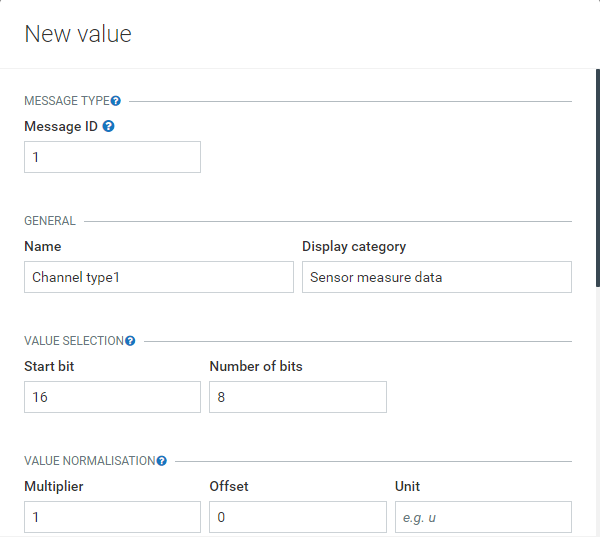 New value
MESSAGE TYPE?
Message ID ?
1
GENERAL
Name Display category
Channel type1 Sensor measure data
VALUE SELECTION?
Start bit Number of bits
16 8
VALUE NORMALISATION?
Multiplier Offset Unit
1 0 e.g. u